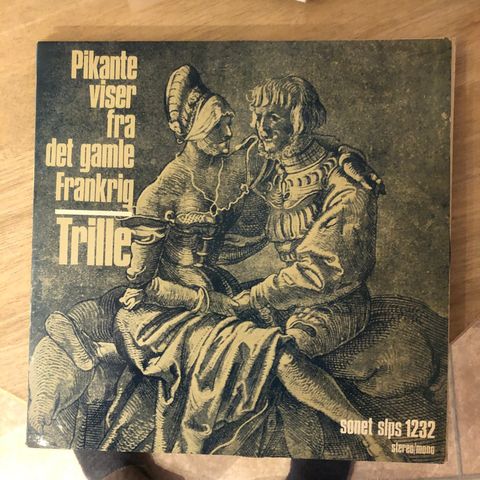 Pikante
viser
fra
det gamle
Frankrig
Trille
sonet slps 1232
stereo/mono